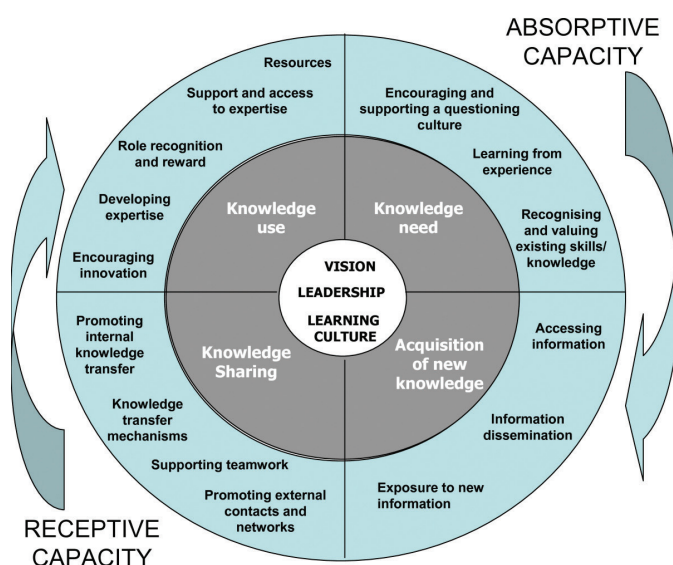 ABSORPTIVE
CAPACITY
Resources
Support and access
to expertise
Role recognition
and reward
Developing
expertise
Encouraging
innovation
Encouraging and
supporting a questioning
culture
Learning from
experience
Recognising
and valuing
existing skills/
knowledge
Knowledge
use
Knowledge
need
VISION
LEADERSHIP
LEARNING
CULTURE
Knowledge
Sharing
Acquisition
of new
knowledge
Promoting
internal
knowledge
transfer
Knowledge
transfer
mechanisms
Supporting teamwork
Promoting external
contacts and
networks
Accessing
information
Information
dissemination
Exposure to new
information
RECEPTIVE
CAPACITY